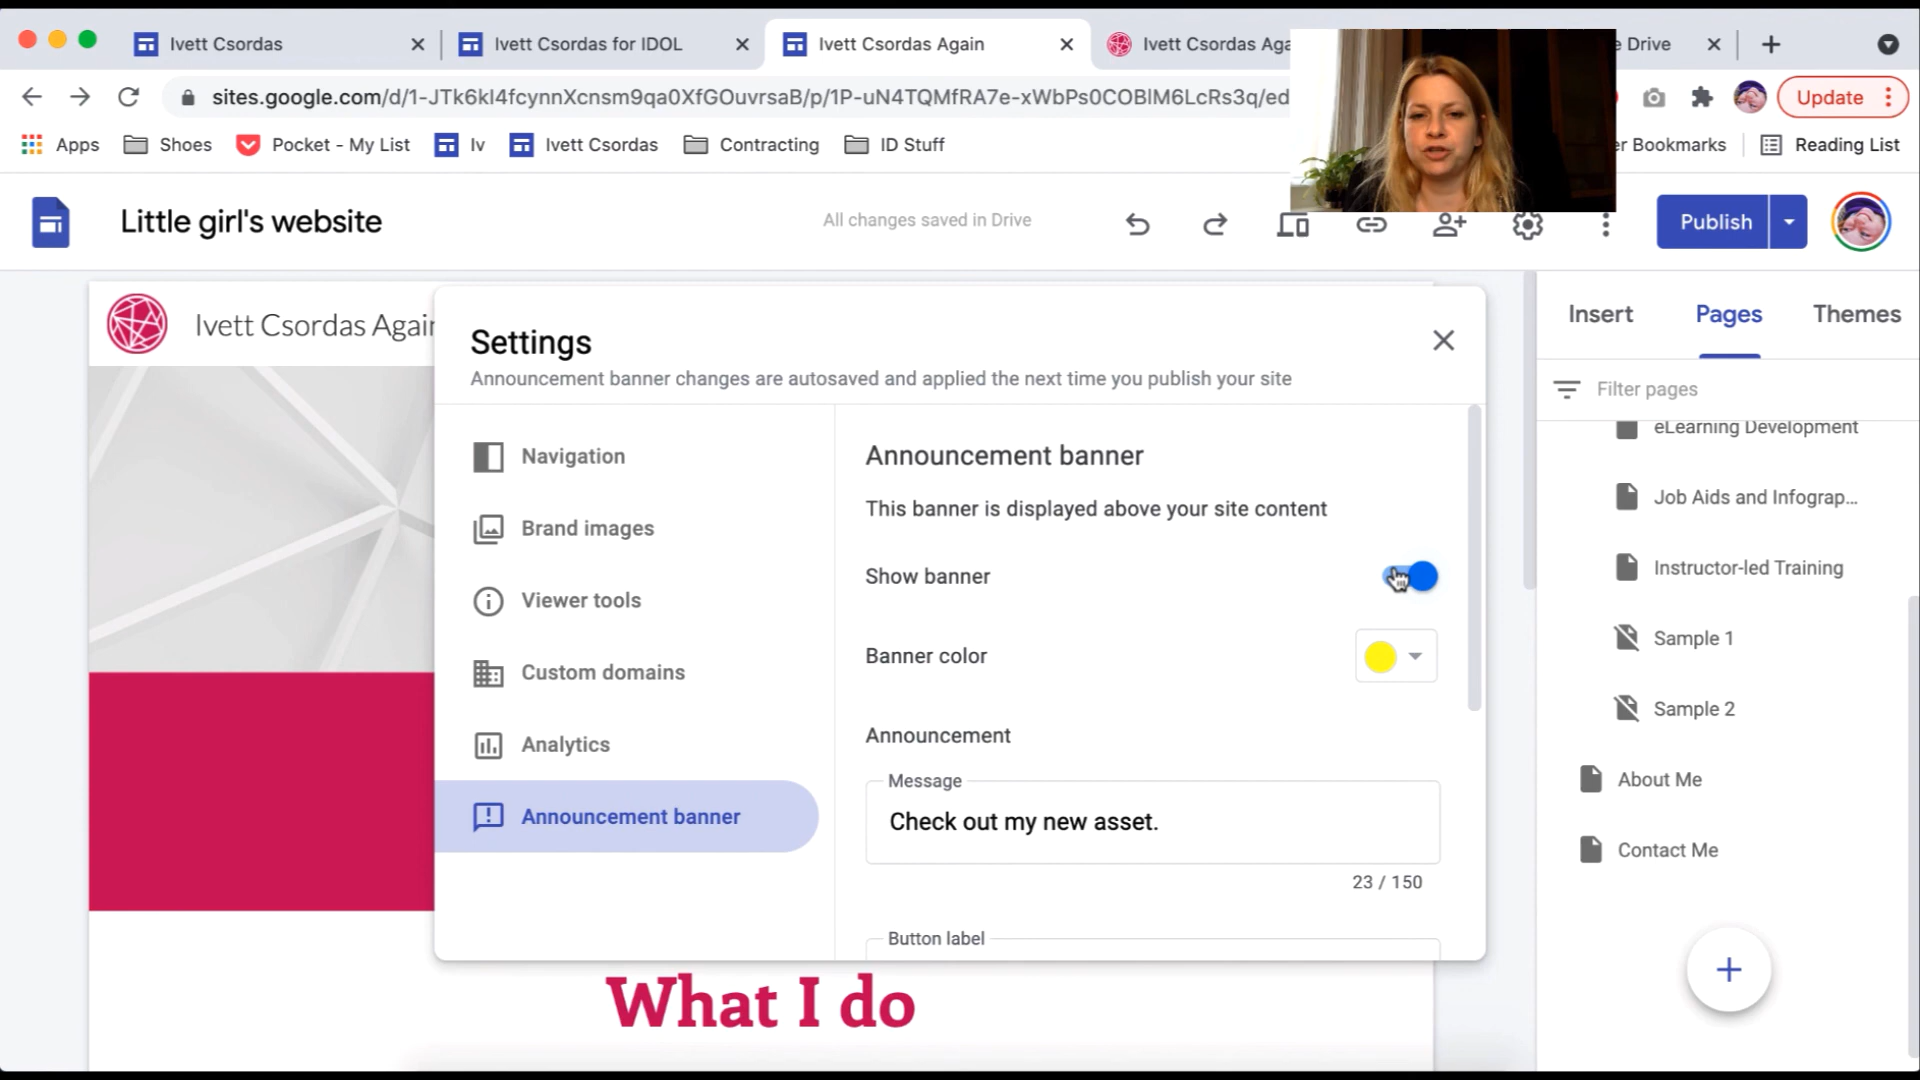 Ivett Csordas
Ivett Csordas for IDOL
Ivett Csordas Again
Ivett Csordas Aga
Drive
sites.google.com/d/1-JTk6kI4fcynnXcnsm9qa0XfGOuvrsaB/p/1P-uN4TQMfRA7e-xWbPs0COBlM6LcRs3q/ed
Update
Apps
Shoes
Pocket - My List
Iv
Ivett Csordas
Contracting
ID Stuff
er Bookmarks
Reading List
Little girl's website
All changes saved in Drive
Publish
Ivett Csordas Again
Settings
Announcement banner changes are autosaved and applied the next time you publish your site
Navigation
Brand images
Viewer tools
Custom domains
Analytics
Announcement banner
Announcement banner
This banner is displayed above your site content
Show banner
Banner color
Announcement
Message
Check out my new asset.
23 / 150
Button label
What I do
Insert
Pages
Themes
Filter pages
eLearning Development
Job Aids and Infograp...
Instructor-led Training
Sample 1
Sample 2
About Me
Contact Me